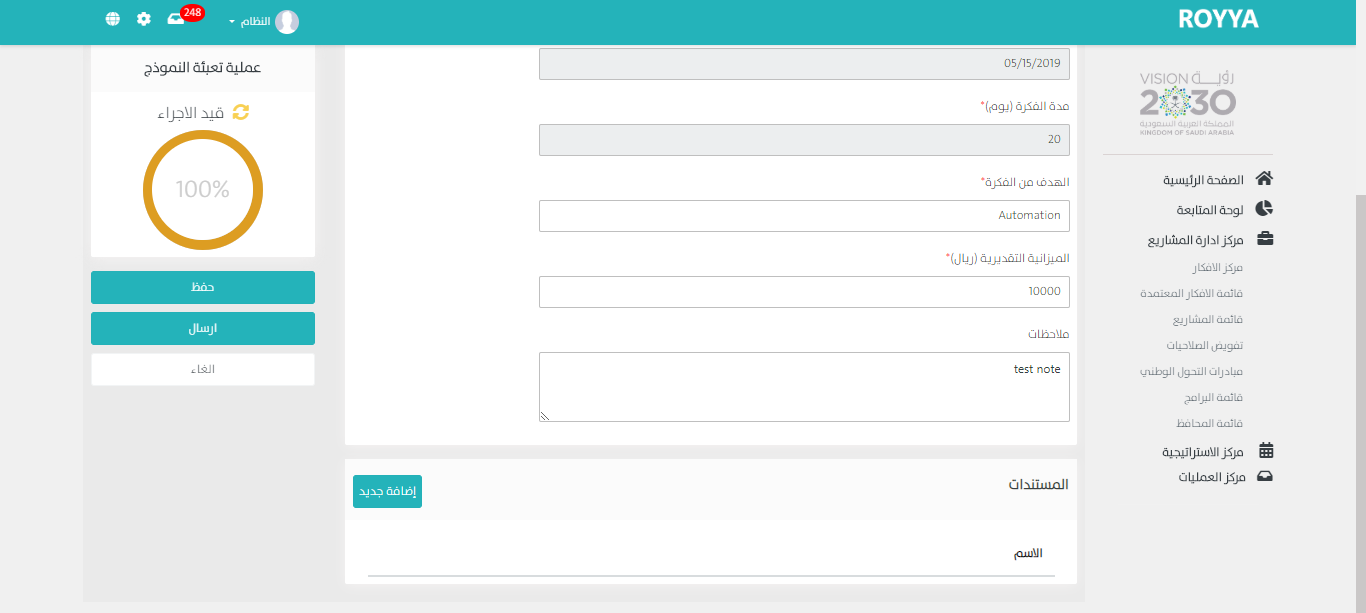 ROYYA
النظام
248
VISION رؤيـــة
2030
المملكة العربية السعودية
KINGDOM OF SAUDI ARABIA
الصفحة الرئيسية
لوحة المتابعة
مركز ادارة المشاريع
مركز الافكار
قائمة الافكار المعتمدة
قائمة المشاريع
تفويض الصلاحيات
مبادرات التحول الوطني
قائمة البرامج
قائمة المحافظ
مركز الاستراتيجية
مركز العمليات
05/15/2019
مدة الفكرة (يوم)*
20
الهدف من الفكرة*
Automation
الميزانية التقديرية (ريال)*
10000
ملاحظات
test note
المستندات
إضافة جديد
الاسم
عملية تعبئة النموذج
قيد الاجراء
100%
حفظ
ارسال
الغاء